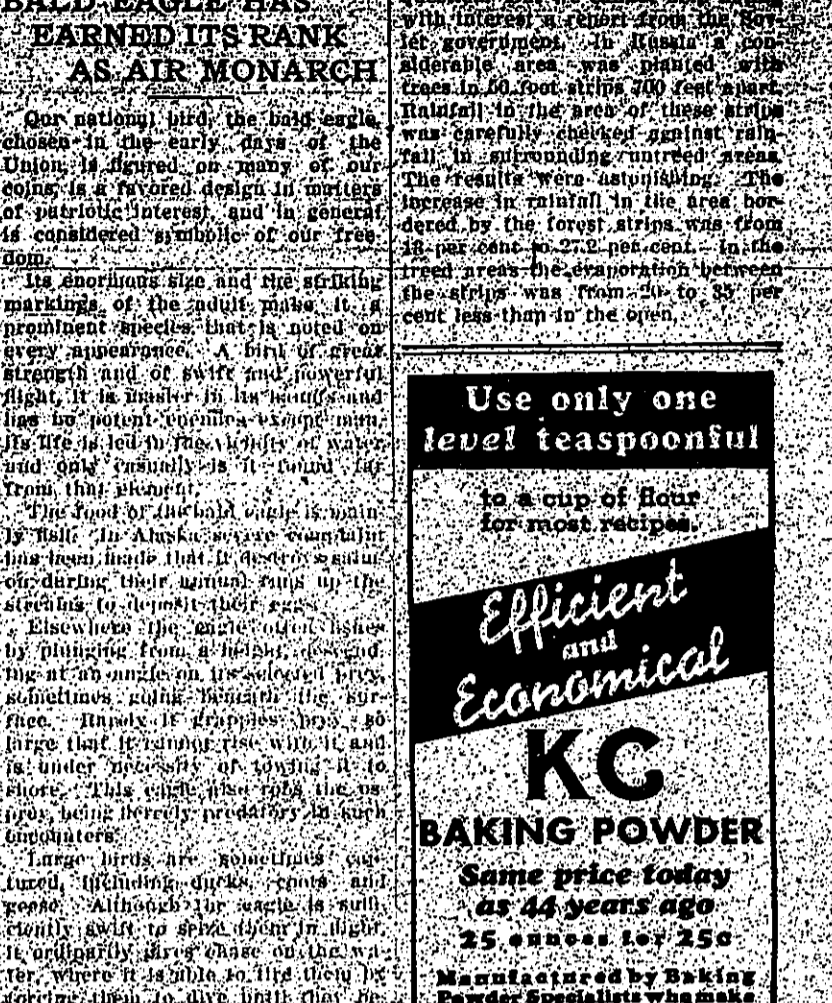 BALD EAGLE HAS
EARNED ITS RANK
AS AIR MONARCH
Our national bird, the bald eagle,
chosen in the early days of the
Union, is figured on many of our
coins, is a favored design in matters
of patriotic interest, and in general
is considered symbolic of our free-
dom.
Its enormous size and the striking
markings of the adult make it a
prominent species that is noted on
every appearance. A bird of great
strength and of swift and powerful
flight, it is master in its haunts and
has no potent enemies except man.
Its life is led in the vicinity of water
and only casually is it found far
from that element.
The food of the bald eagle is main-
ly fish. In Alaska severe complaint
has been made that it destroys salm-
on during their annual runs up the
streams to deposit their eggs.
Elsewhere the eagle often fishes
by plunging from a height, descend-
ing at an angle on its selected prey,
sometimes going beneath the sur-
face. Rarely it grapples prey so
large that it cannot rise with it and
is under necessity of towing it to
shore. This eagle also robs the os-
prey, being fiercely predatory in such
encounters.
Large birds are sometimes cap-
tured, including ducks, coots and
geese. Although the eagle is suffi-
ciently swift to seize them in flight,
it ordinarily gives chase on the wa-
ter, where it is able to tire them by
forcing them to dive until they be-
with interest a report from the Sov-
iet government. In Russia a con-
siderable area was planted with
trees in 60 foot strips 700 feet apart.
Rainfall in the area of these strips
was carefully checked against rain-
fall in surrounding untreed areas.
The results were astonishing. The
increase in rainfall in the area bor-
dered by the forest strips was from
18 per cent to 27.2 per cent. In the
treed areas the evaporation between
the strips was from 20 to 35 per
cent less than in the open.
Use only one
level teaspoonful
to a cup of flour
for most recipes.
Efficient
and
Economical
KC
BAKING POWDER
Same price today
as 44 years ago
25 ounces for 25c
Manufactured by Baking
Powder Specialists who make